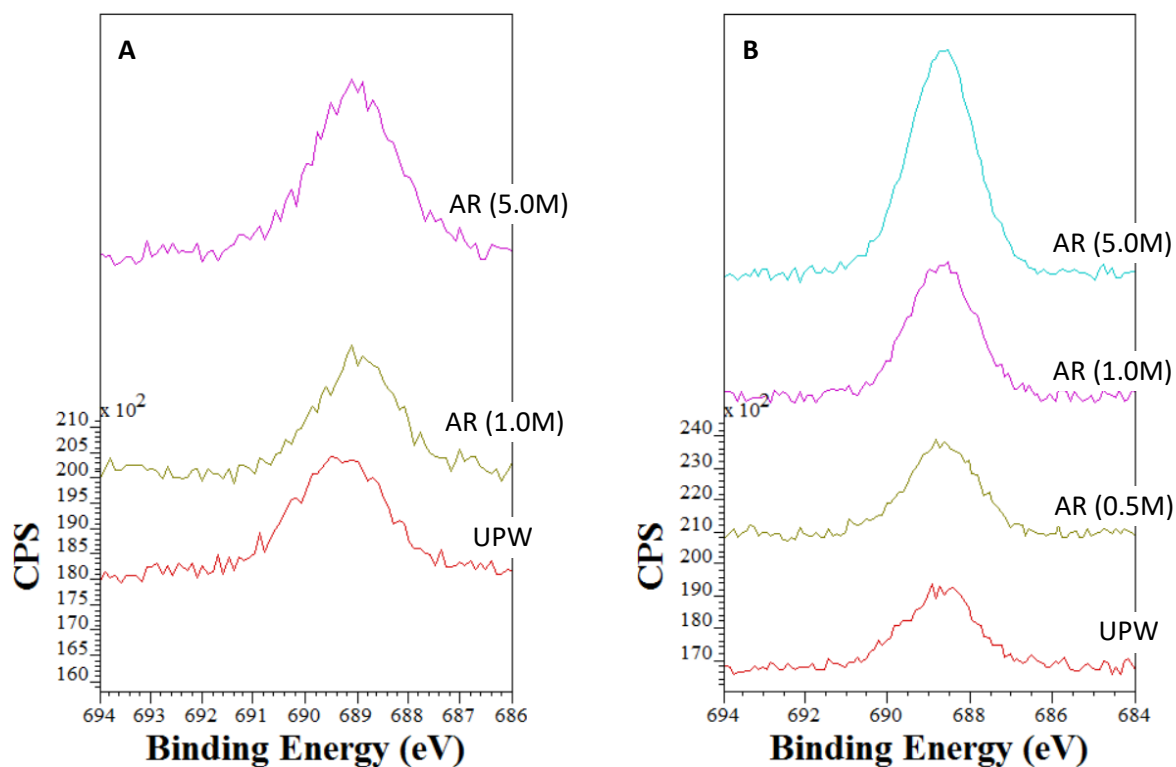 A
AR (5.0M)
x 10²
AR (1.0M)
UPW
210
205
200
195
190
185
180
175
170
165
160
CPS
694 693 692 691 690 689 688 687 686
Binding Energy (eV)
B
AR (5.0M)
AR (1.0M)
x 10²
AR (0.5M)
UPW
240
230
220
210
200
190
180
170
CPS
694 692 690 688 686 684
Binding Energy (eV)